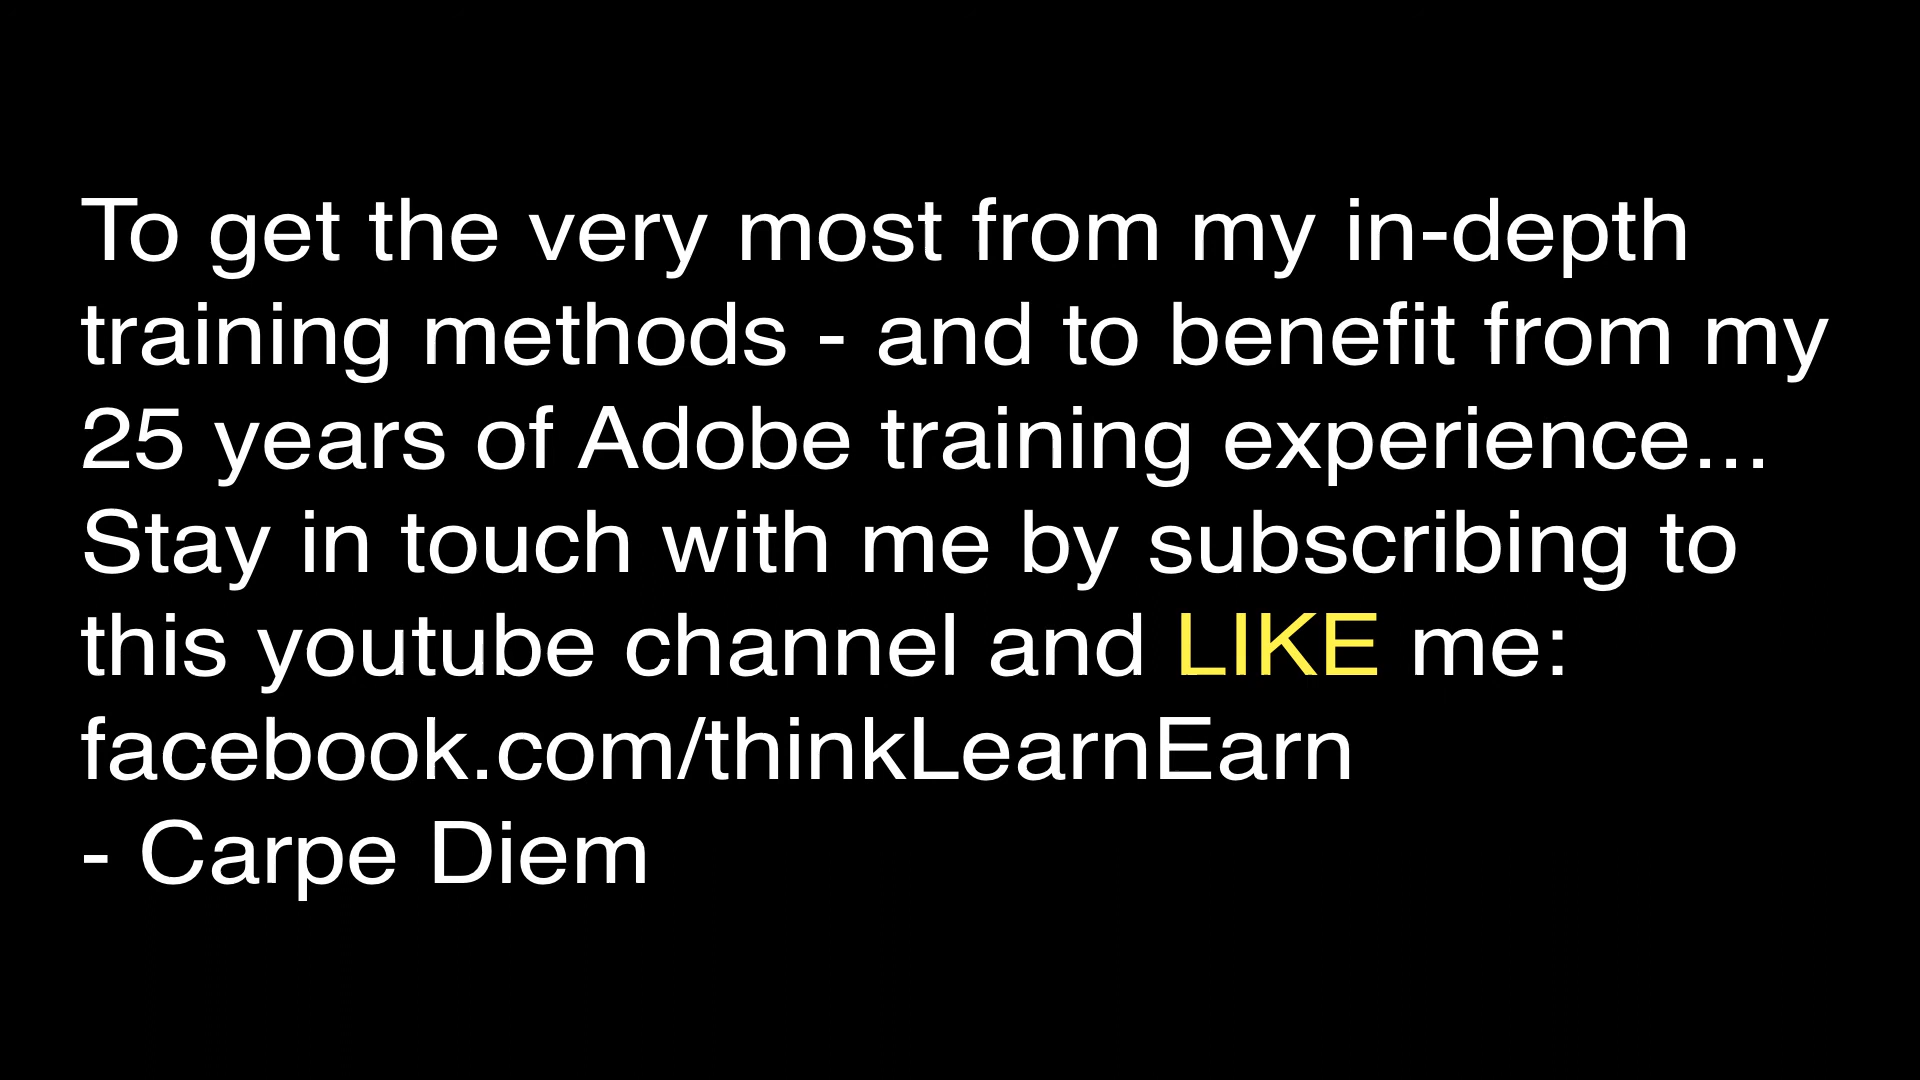 To get the very most from my in-depth
training methods - and to benefit from my
25 years of Adobe training experience...
Stay in touch with me by subscribing to
this youtube channel and LIKE me:
facebook.com/thinkLearnEarn
- Carpe Diem